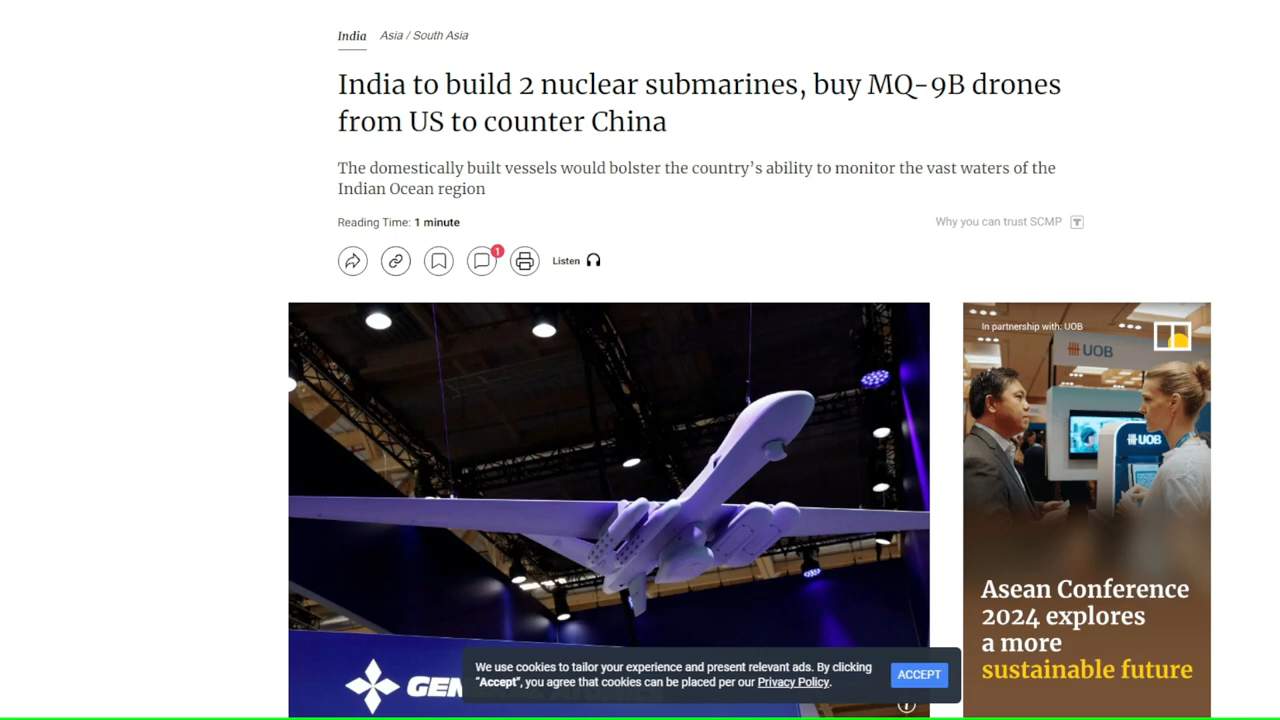 India Asia / South Asia
India to build 2 nuclear submarines, buy MQ-9B drones
from US to counter China
The domestically built vessels would bolster the country's ability to monitor the vast waters of the
Indian Ocean region
Reading Time: 1 minute
Why you can trust SCMP
1
Listen
In partnership with: UOB
UOB
UOB
Asean Conference
2024 explores
a more
sustainable future
GEN
We use cookies to tailor your experience and present relevant ads. By clicking
"Accept", you agree that cookies can be placed per our Privacy Policy.
ACCEPT